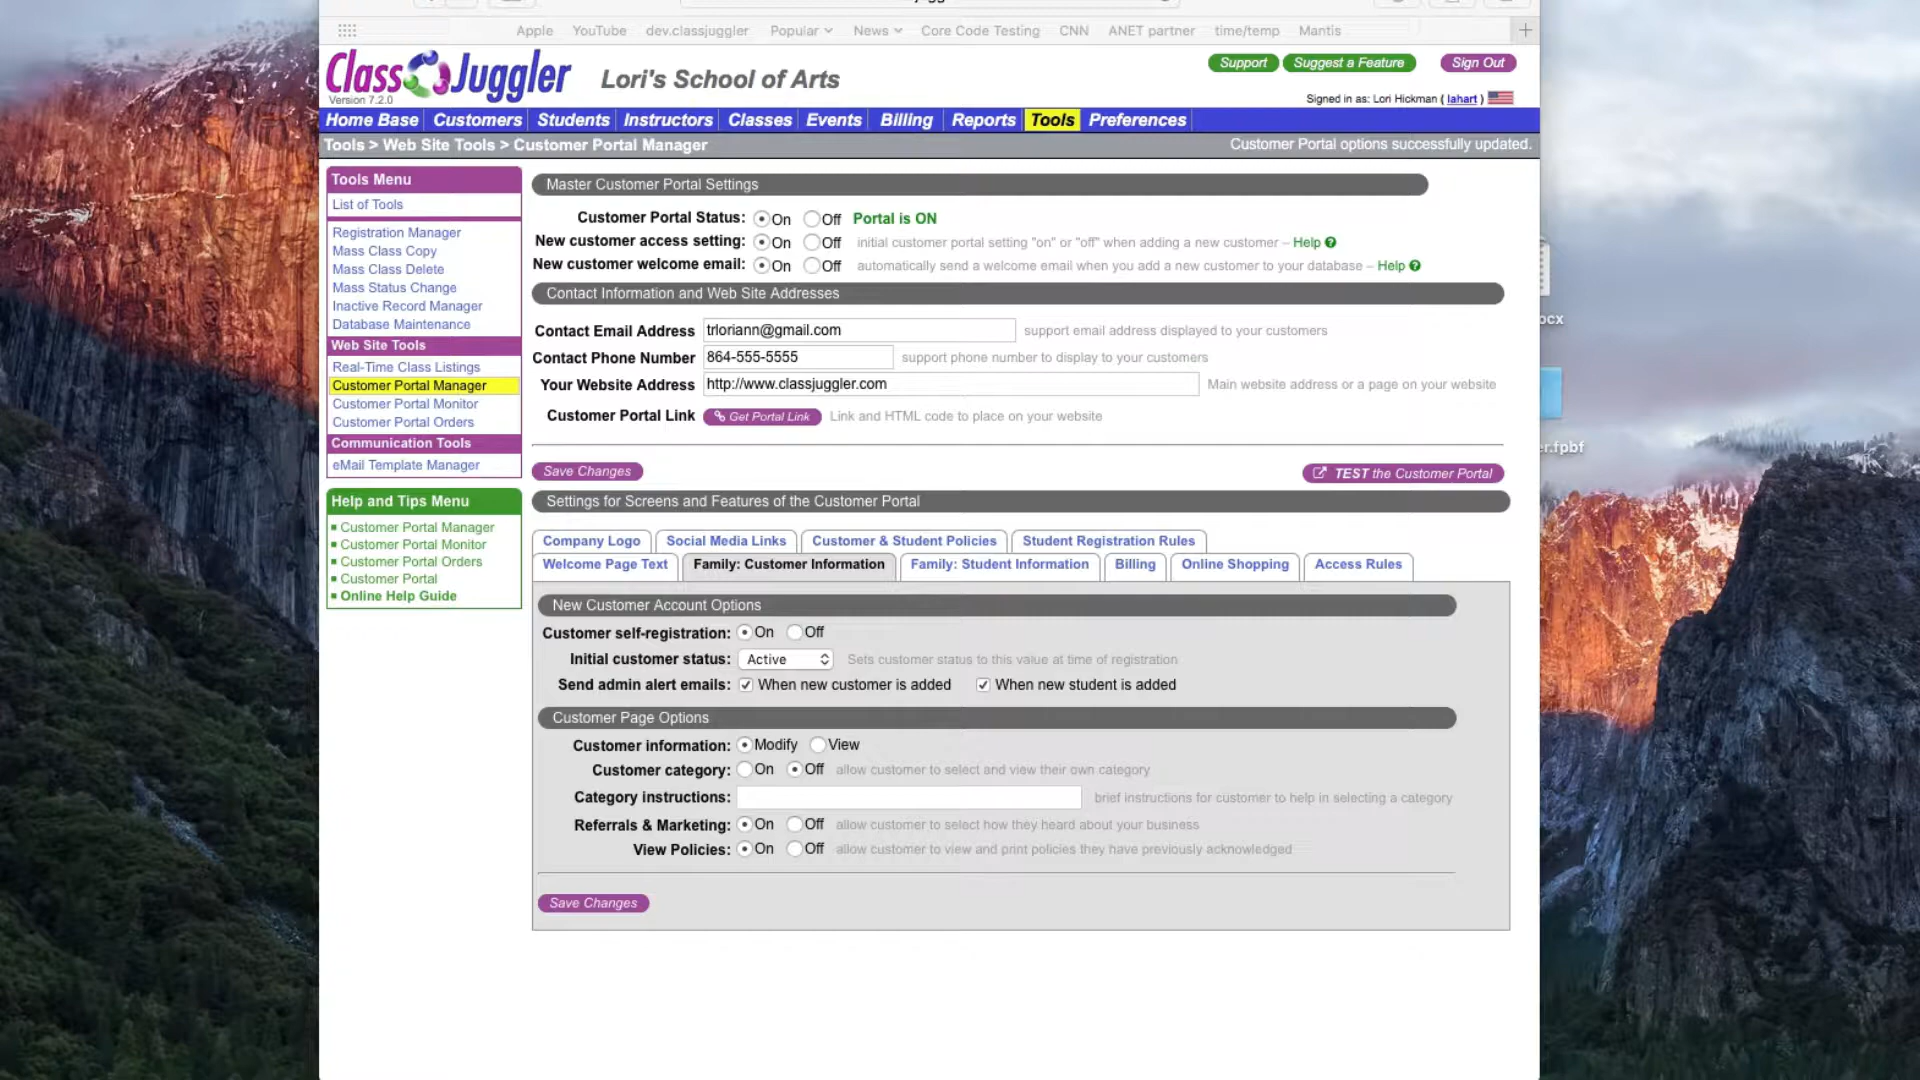 Apple YouTube dev.classjuggler Popular News Core Code Testing CNN ANET partner time/temp Mantis
ClassJuggler Lori's School of Arts Support Suggest a Feature Sign Out
Version 7.2.0 Signed in as: Lori Hickman ( lahart )
Home Base Customers Students Instructors Classes Events Billing Reports Tools Preferences
Tools > Web Site Tools > Customer Portal Manager Customer Portal options successfully updated.
Tools Menu
List of Tools
Registration Manager
Mass Class Copy
Mass Class Delete
Mass Status Change
Inactive Record Manager
Database Maintenance
Web Site Tools
Real-Time Class Listings
Customer Portal Manager
Customer Portal Monitor
Customer Portal Orders
Communication Tools
eMail Template Manager
Help and Tips Menu
Customer Portal Manager
Customer Portal Monitor
Customer Portal Orders
Customer Portal
Online Help Guide
Master Customer Portal Settings
Customer Portal Status: On Off Portal is ON
New customer access setting: On Off initial customer portal setting "on" or "off" when adding a new customer – Help
New customer welcome email: On Off automatically send a welcome email when you add a new customer to your database – Help
Contact Information and Web Site Addresses
Contact Email Address trloriann@gmail.com support email address displayed to your customers
Contact Phone Number 864-555-5555 support phone number to display to your customers
Your Website Address http://www.classjuggler.com Main website address or a page on your website
Customer Portal Link Get Portal Link Link and HTML code to place on your website
Save Changes TEST the Customer Portal
Settings for Screens and Features of the Customer Portal
Company Logo Social Media Links Customer & Student Policies Student Registration Rules
Welcome Page Text Family: Customer Information Family: Student Information Billing Online Shopping Access Rules
New Customer Account Options
Customer self-registration: On Off
Initial customer status: Active Sets customer status to this value at time of registration
Send admin alert emails: When new customer is added When new student is added
Customer Page Options
Customer information: Modify View
Customer category: On Off allow customer to select and view their own category
Category instructions: brief instructions for customer to help in selecting a category
Referrals & Marketing: On Off allow customer to select how they heard about your business
View Policies: On Off allow customer to view and print policies they have previously acknowledged
Save Changes
ocx
er.fpbf